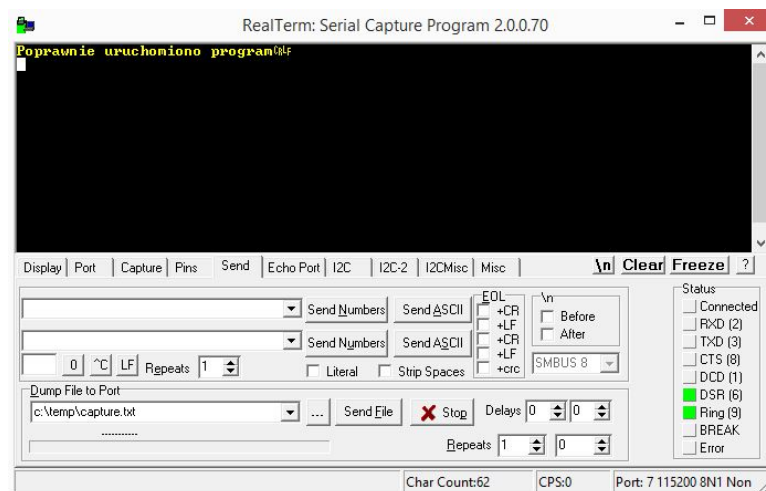 RealTerm: Serial Capture Program 2.0.0.70
Poprawnie uruchomiono program CRLF
Display Port Capture Pins Send Echo Port I2C I2C-2 I2CMisc Misc \n Clear Freeze ?
Send Numbers Send ASCII
Send Numbers Send ASCII
0 ^C LF Repeats 1
Literal Strip Spaces
EOL
+CR
+LF
+CR
+LF
+crc
\n
Before
After
SMBUS 8
Dump File to Port
c:\temp\capture.txt ... Send File Stop Delays 0 0
Repeats 1 0
Status
Connected
RXD (2)
TXD (3)
CTS (8)
DCD (1)
DSR (6)
Ring (9)
BREAK
Error
Char Count:62 CPS:0 Port: 7 115200 8N1 Non